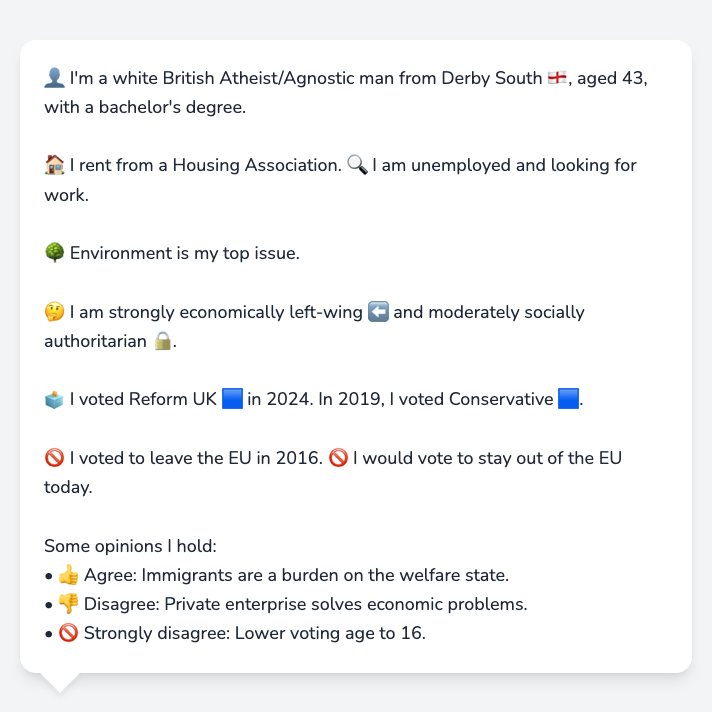 👤 I'm a white British Atheist/Agnostic man from Derby South 🏴󠁧󠁢󠁥󠁮󠁧󠁿, aged 43,
with a bachelor's degree.
🏠 I rent from a Housing Association. 🔍 I am unemployed and looking for
work.
🌳 Environment is my top issue.
🤔 I am strongly economically left-wing ⬅️ and moderately socially
authoritarian 🔒.
🗳️ I voted Reform UK 🟦 in 2024. In 2019, I voted Conservative 🟦.
🚫 I voted to leave the EU in 2016. 🚫 I would vote to stay out of the EU
today.
Some opinions I hold:
• 👍 Agree: Immigrants are a burden on the welfare state.
• 👎 Disagree: Private enterprise solves economic problems.
• 🚫 Strongly disagree: Lower voting age to 16.